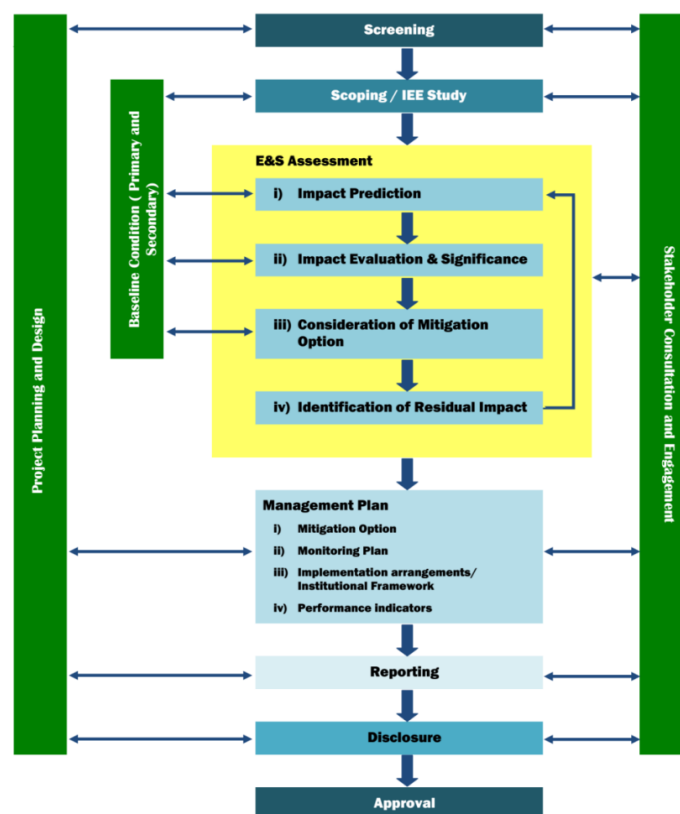 Screening
Scoping / IEE Study
E&S Assessment
i) Impact Prediction
ii) Impact Evaluation & Significance
iii) Consideration of Mitigation
Option
iv) Identification of Residual Impact
Management Plan
i) Mitigation Option
ii) Monitoring Plan
iii) Implementation arrangements/
Institutional Framework
iv) Performance indicators
Reporting
Disclosure
Approval
Project Planning and Design
Baseline Condition ( Primary and
Secondary)
Stakeholder Consultation and Engagement